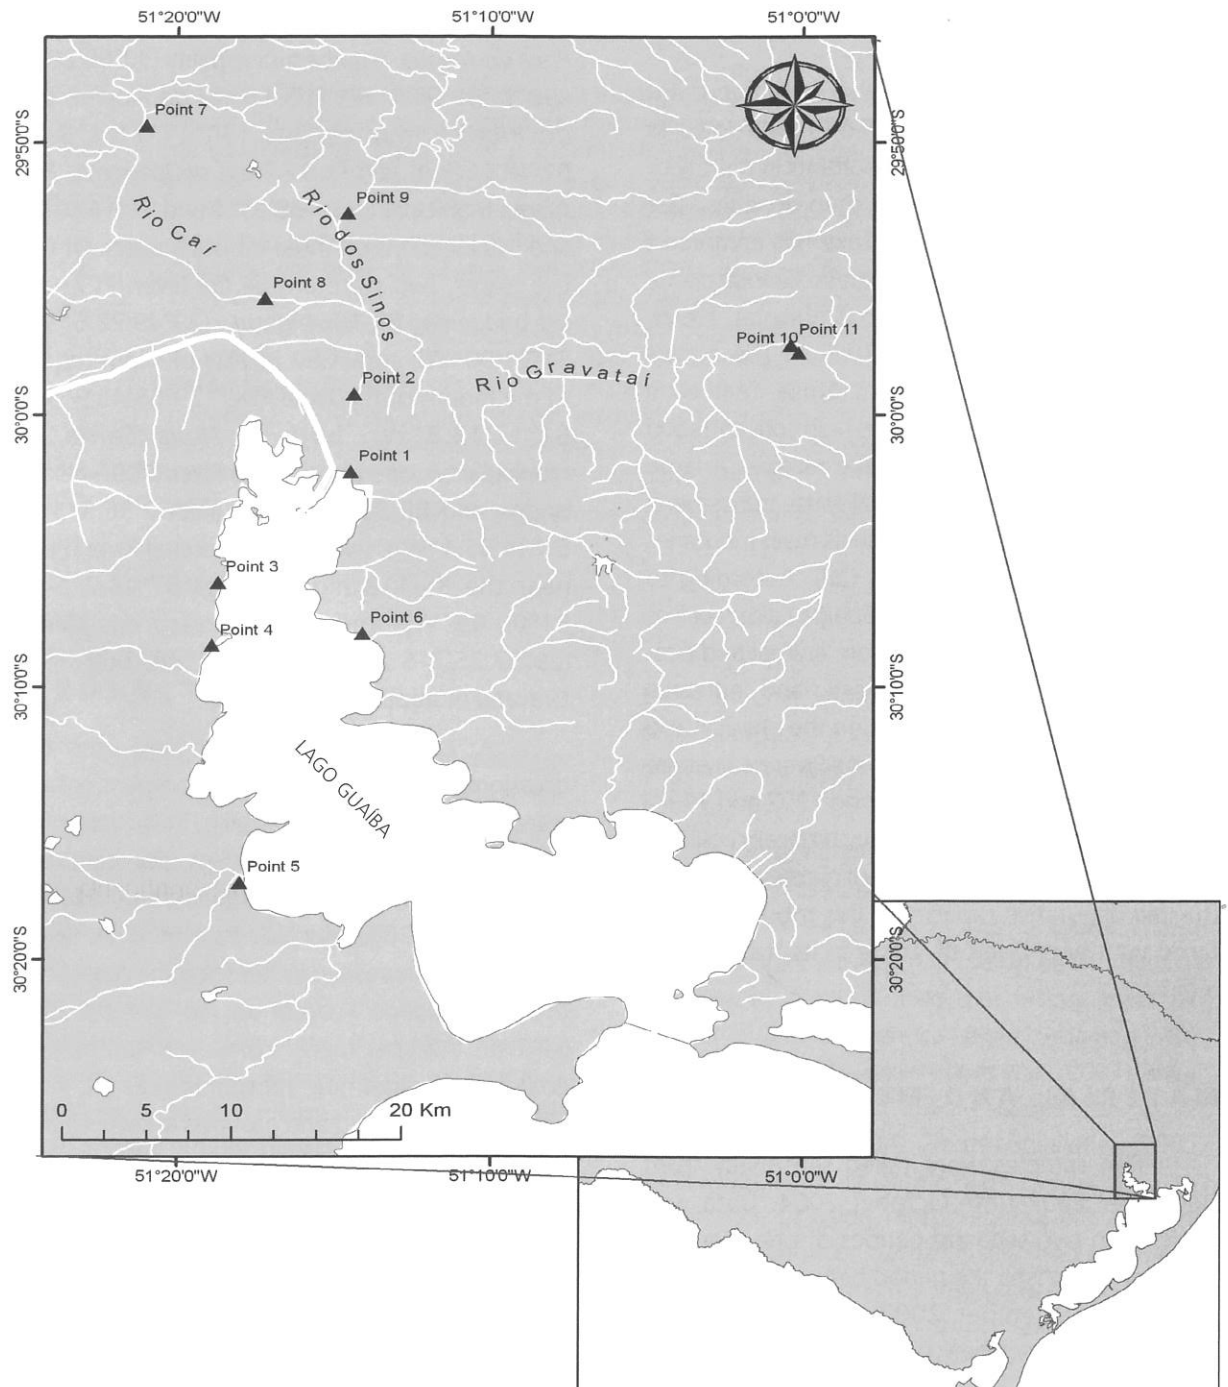 51°20'0"W 51°10'0"W 51°0'0"W
Point 7
29°50'0"S 29°50'0"S
Point 9
Rio Caí
Rio dos Sinos
Point 8
Point 10 Point 11
Point 2
Rio Gravataí
30°0'0"S 30°0'0"S
Point 1
Point 3
Point 6
Point 4
30°10'0"S 30°10'0"S
LAGO GUAÍBA
Point 5
30°20'0"S 30°20'0"S
0 5 10 20 Km
51°20'0"W 51°10'0"W 51°0'0"W